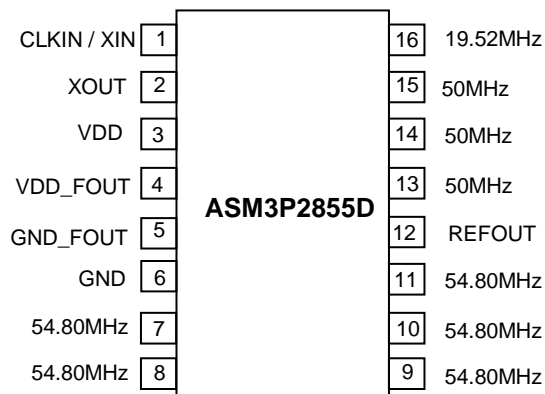 CLKIN / XIN 1 16 19.52MHz
XOUT 2 15 50MHz
VDD 3 14 50MHz
VDD_FOUT 4 13 50MHz
ASM3P2855D
GND_FOUT 5 12 REFOUT
GND 6 11 54.80MHz
54.80MHz 7 10 54.80MHz
54.80MHz 8 9 54.80MHz